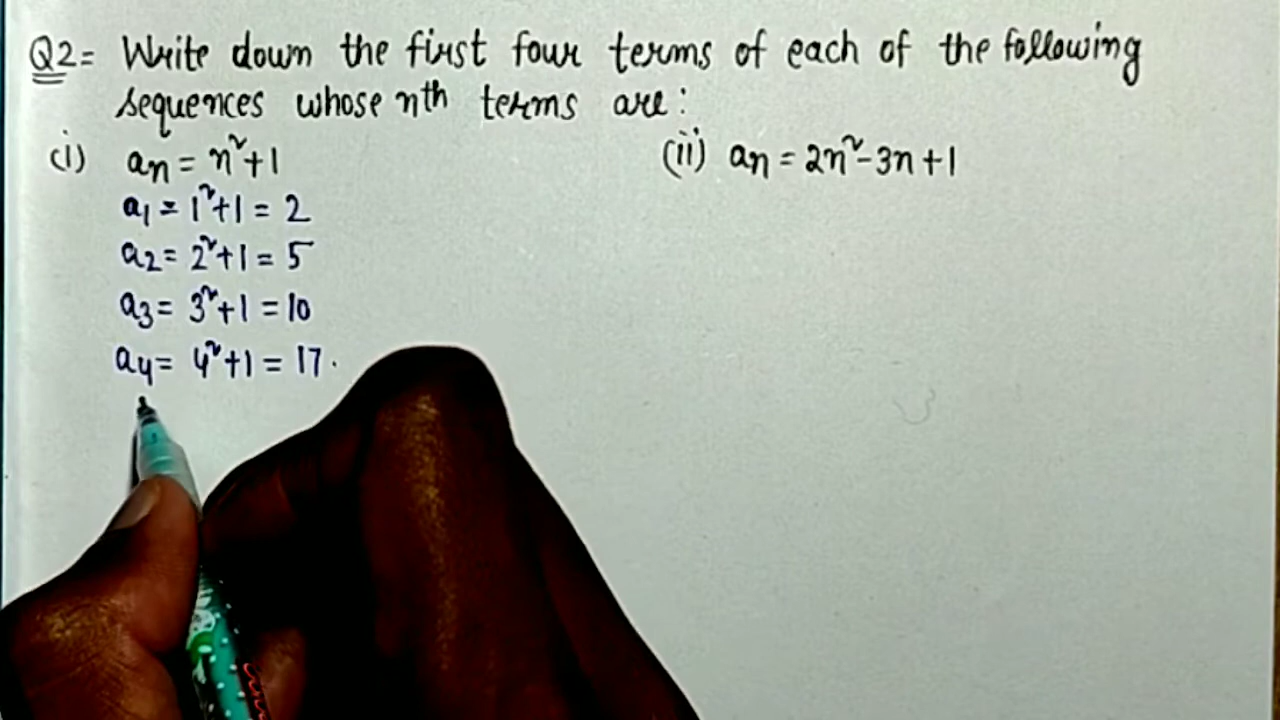 Q2= Write down the first four terms of each of the following
sequences whose nth terms are:
(i) an = n²+1
(ii) an = 2n²-3n+1
a1 = 1²+1 = 2
a2 = 2²+1 = 5
a3 = 3²+1 = 10
a4 = 4²+1 = 17.